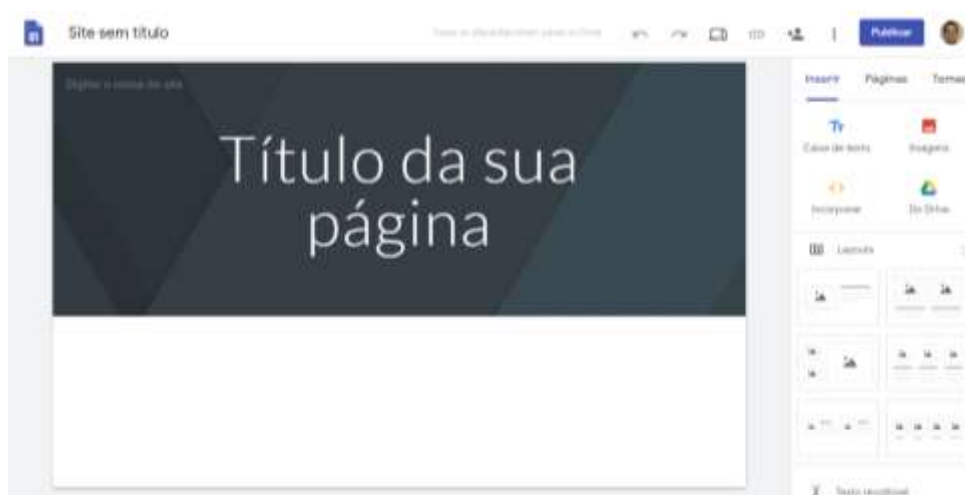 Site sem título
Publicar
Digitar o nome do site
Título da sua
página
Inserir Páginas Temas
Caixa de texto Imagens
Incorporar Do Drive
Layouts